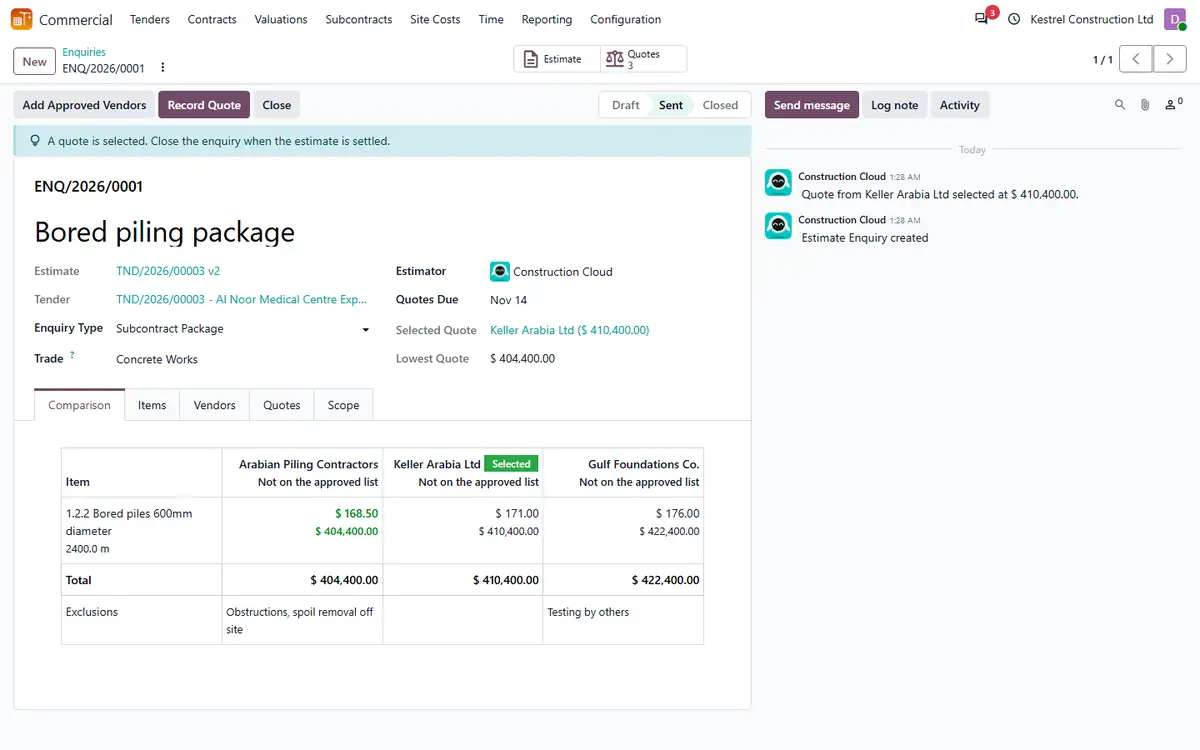 Commercial Tenders Contracts Valuations Subcontracts Site Costs Time Reporting Configuration 3 Kestrel Construction Ltd D
New Enquiries
ENQ/2026/0001
Estimate Quotes 3
1 / 1
Add Approved Vendors Record Quote Close Draft Sent Closed
Send message Log note Activity 0
A quote is selected. Close the enquiry when the estimate is settled.
ENQ/2026/0001
Bored piling package
Estimate TND/2026/00003 v2
Tender TND/2026/00003 - Al Noor Medical Centre Exp...
Enquiry Type Subcontract Package
Trade ? Concrete Works
Estimator Construction Cloud
Quotes Due Nov 14
Selected Quote Keller Arabia Ltd ($ 410,400.00)
Lowest Quote $ 404,400.00
Comparison Items Vendors Quotes Scope
Item Arabian Piling Contractors Not on the approved list Keller Arabia Ltd Selected Not on the approved list Gulf Foundations Co. Not on the approved list
1.2.2 Bored piles 600mm
diameter
2400.0 m
$ 168.50 $ 171.00 $ 176.00
$ 404,400.00 $ 410,400.00 $ 422,400.00
Total $ 404,400.00 $ 410,400.00 $ 422,400.00
Exclusions Obstructions, spoil removal off site Testing by others
Today
Construction Cloud 1:28 AM
Quote from Keller Arabia Ltd selected at $ 410,400.00.
Construction Cloud 1:28 AM
Estimate Enquiry created